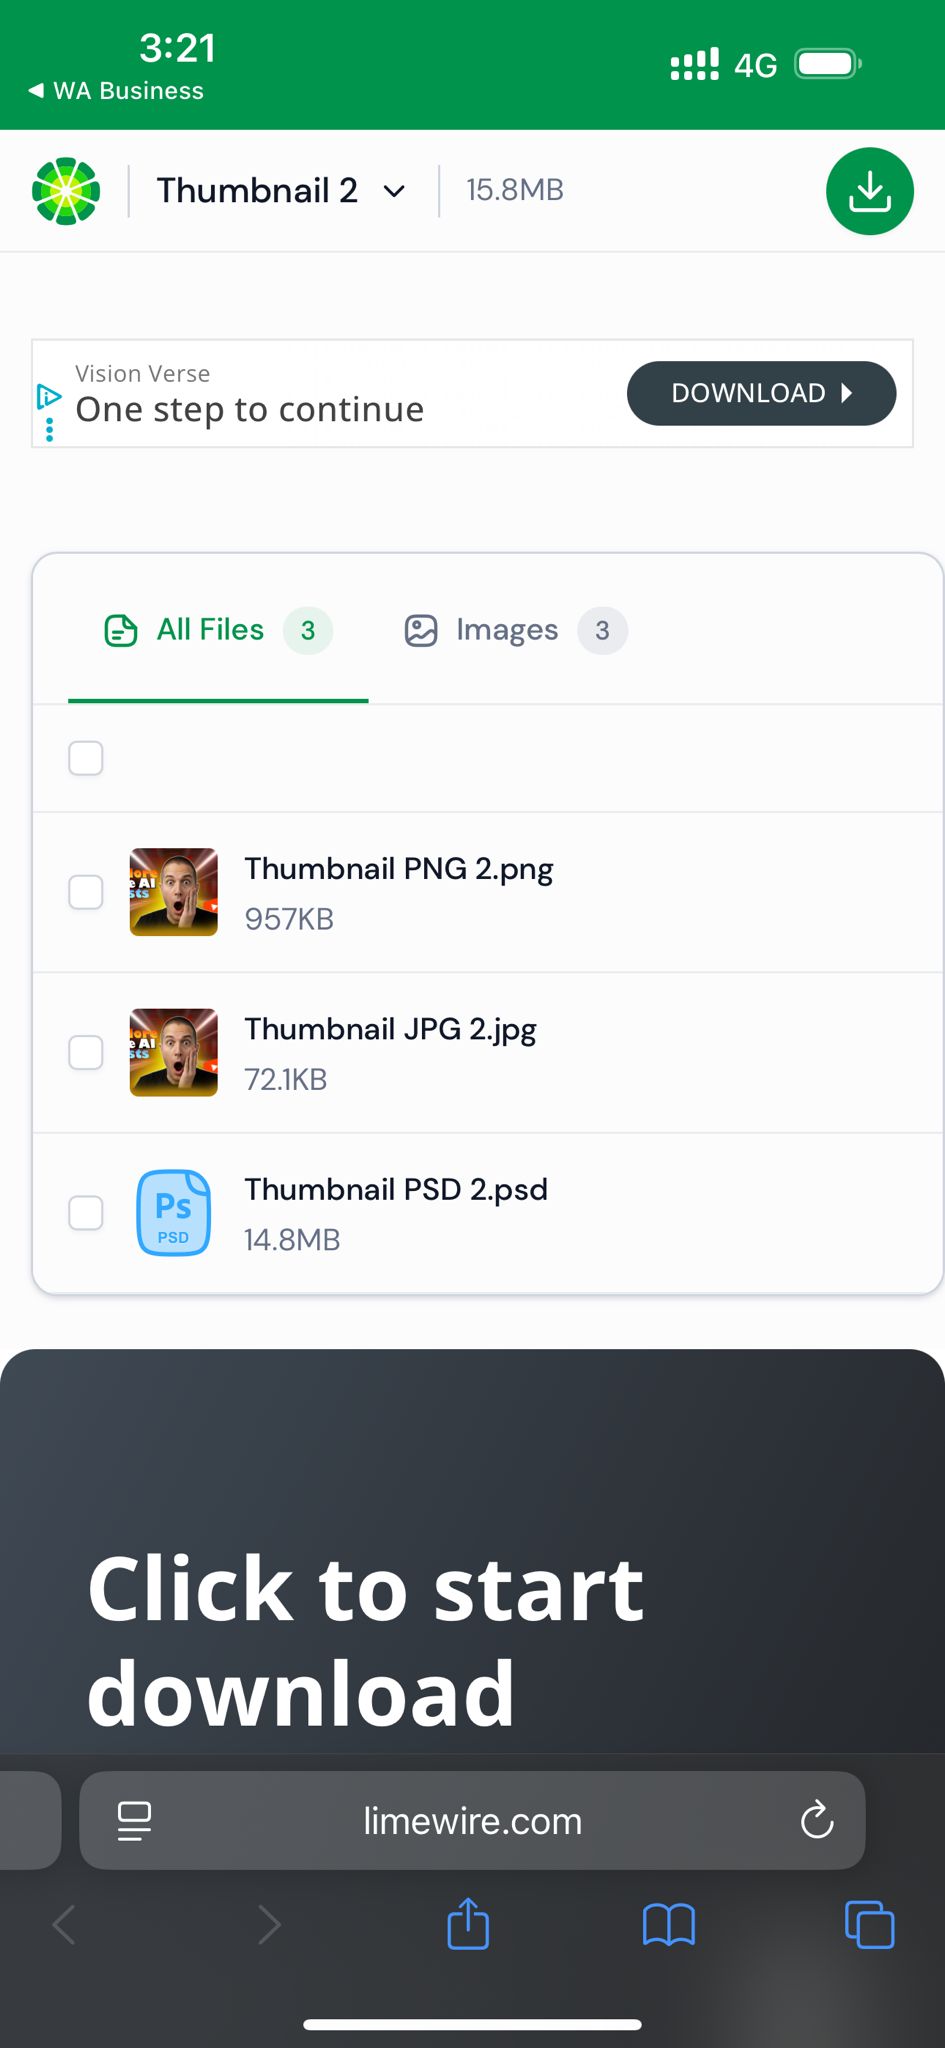 3:21
4G
◀ WA Business
Thumbnail 2
15.8MB
Vision Verse
One step to continue
DOWNLOAD
All Files 3
Images 3
Thumbnail PNG 2.png
957KB
Thumbnail JPG 2.jpg
72.1KB
Ps
PSD
Thumbnail PSD 2.psd
14.8MB
Click to start
download
limewire.com